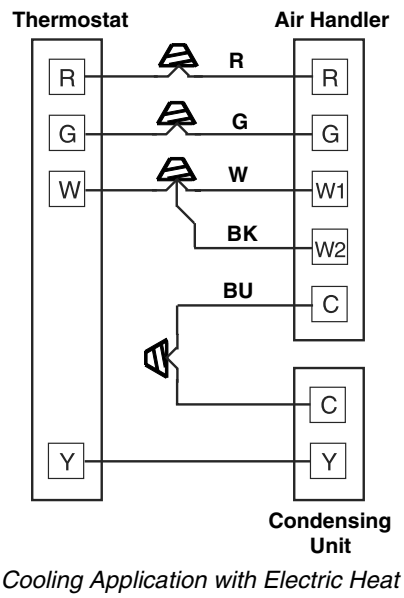 Thermostat Air Handler
R R R
G G G
W W W1
BK W2
BU C
C
Y Y
Condensing
Unit
Cooling Application with Electric Heat